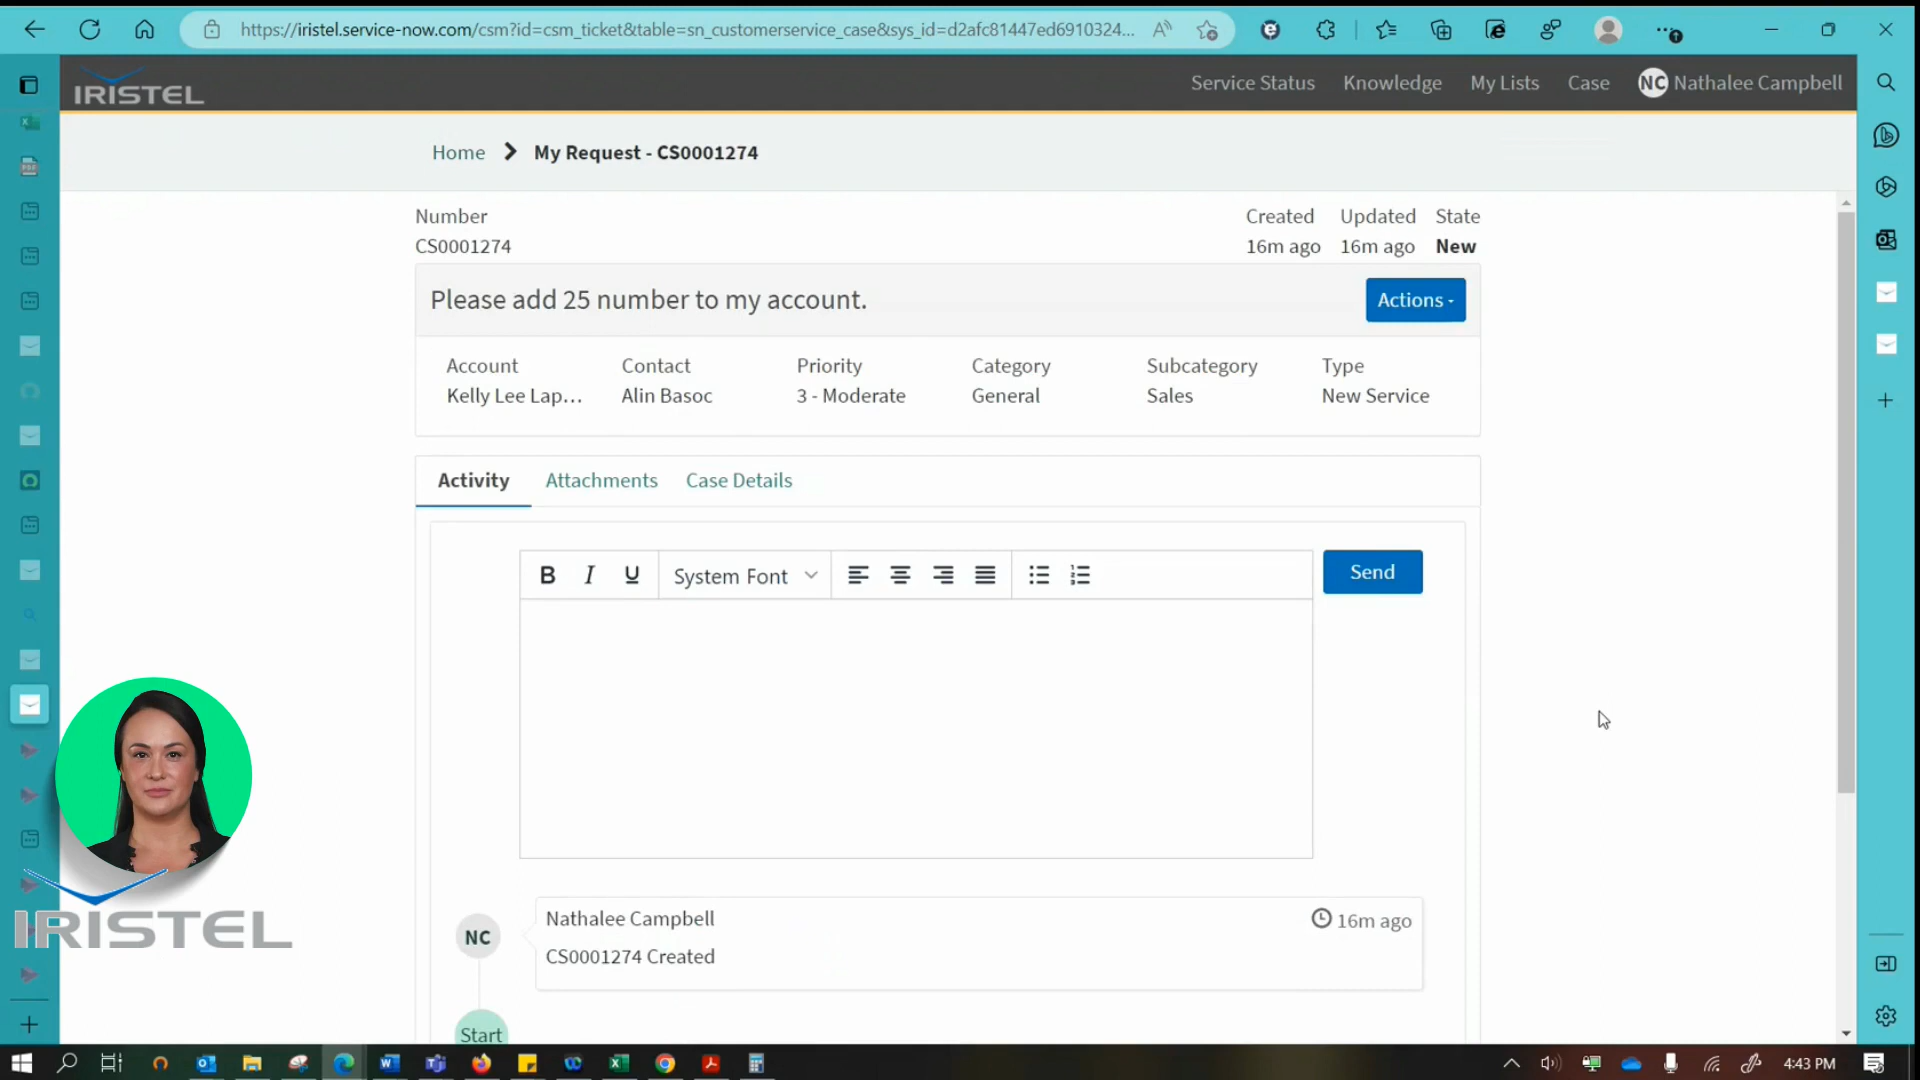 https://iristel.service-now.com/csm?id=csm_ticket&table=sn_customerservice_case&sys_id=d2afc81447ed6910324...
IRISTEL
Service Status
Knowledge
My Lists
Case
NC Nathalee Campbell
Home > My Request - CS0001274
Number
Created Updated State
CS0001274
16m ago 16m ago New
Please add 25 number to my account.
Actions
Account Contact Priority Category Subcategory Type
Kelly Lee Lap... Alin Basoc 3 - Moderate General Sales New Service
Activity Attachments Case Details
B I U System Font
Send
Nathalee Campbell
16m ago
NC
CS0001274 Created
IRISTEL
Start
4:43 PM